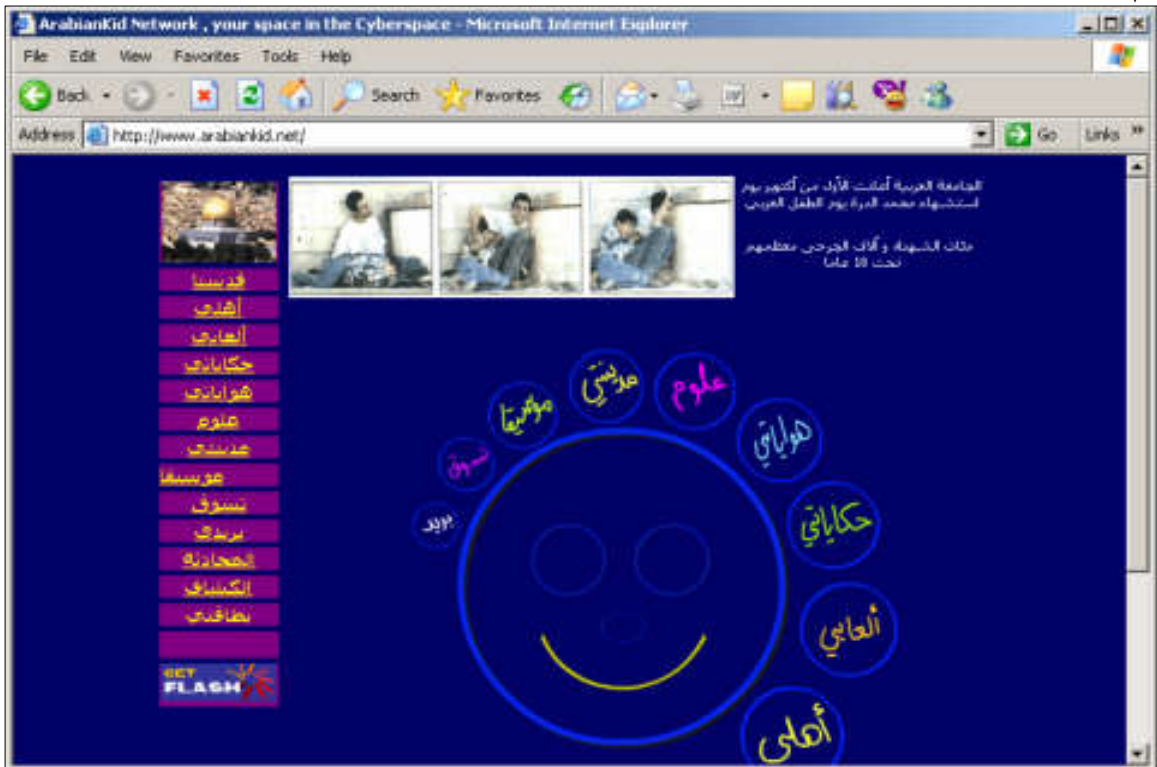 ArabianKid Network , your space in the Cyberspace - Microsoft Internet Explorer
File Edit View Favorites Tools Help
Back Search Favorites
Address http://www.arabiankid.net/ Go Links »
الجامعة العربية أعلنت الأول من أكتوبر يوم
استشهاد محمد الدرة يوم الطفل العربي
مئات الشهداء و آلاف الجرحى معظمهم
تحت 18 عاما
قدسنا
أهلي
ألعابي
حكاياتي
هواياتي
علوم
مدينتي
موسيقا
تسوق
بريدي
المحادثة
الكشاف
بطاقتي
GET
FLASH
علوم
مدينتي
موسيقا
تسوق
بريد
هواياتي
حكاياتي
ألعابي
أهلي